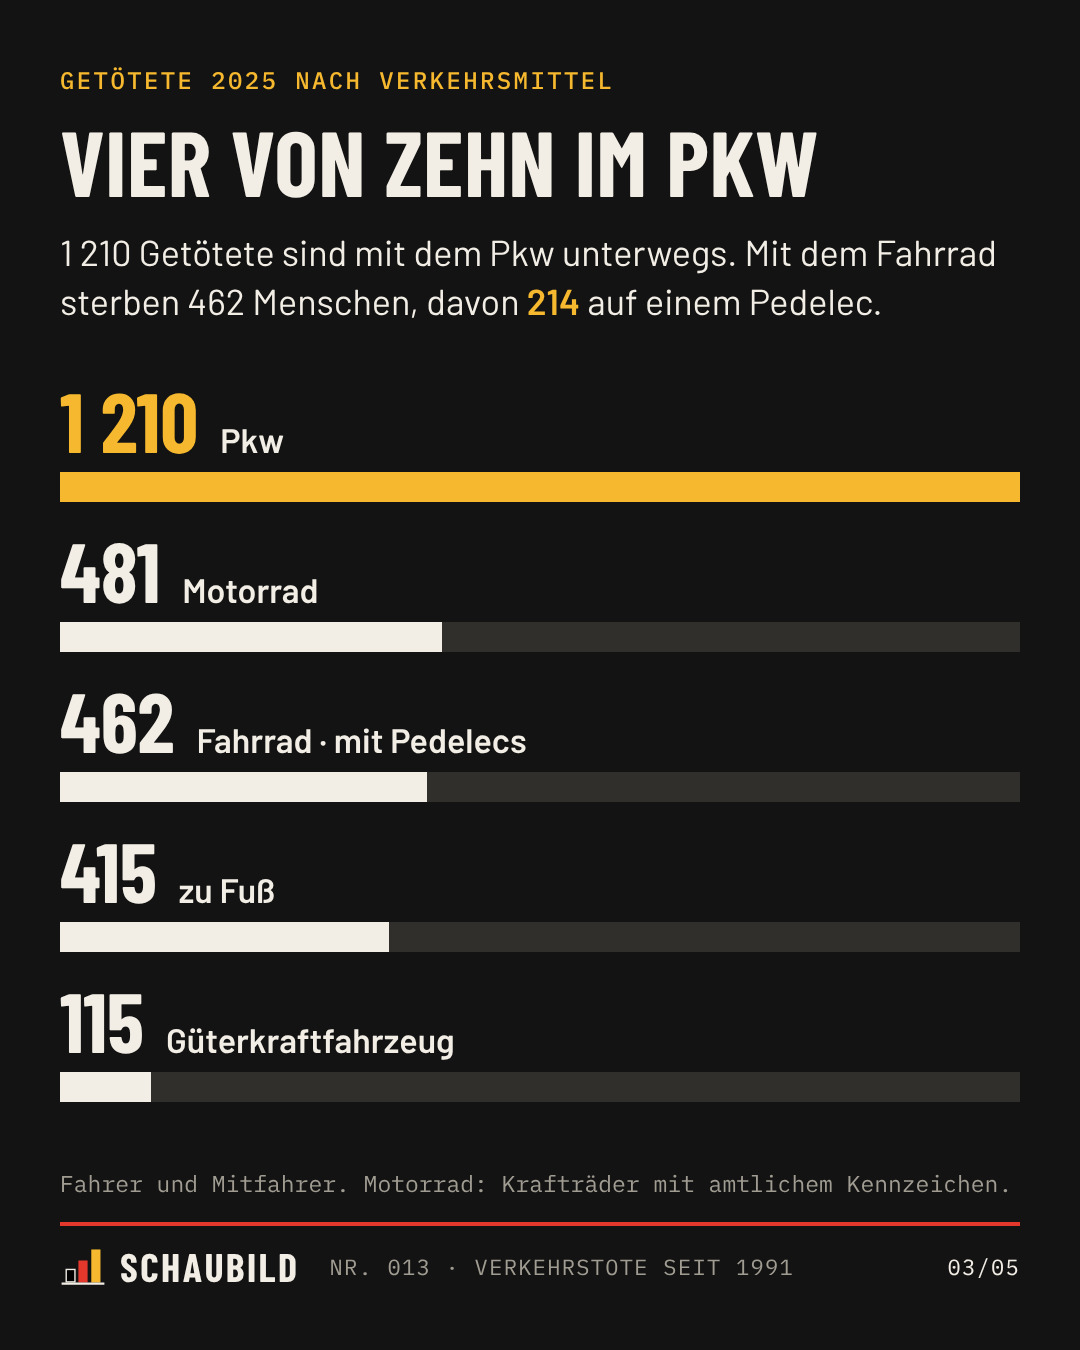 GETÖTETE 2025 NACH VERKEHRSMITTEL
VIER VON ZEHN IM PKW
1 210 Getötete sind mit dem Pkw unterwegs. Mit dem Fahrrad
sterben 462 Menschen, davon 214 auf einem Pedelec.
1 210 Pkw
481 Motorrad
462 Fahrrad · mit Pedelecs
415 zu Fuß
115 Güterkraftfahrzeug
Fahrer und Mitfahrer. Motorrad: Krafträder mit amtlichem Kennzeichen.
SCHAUBILD NR. 013 · VERKEHRSTOTE SEIT 1991 03/05